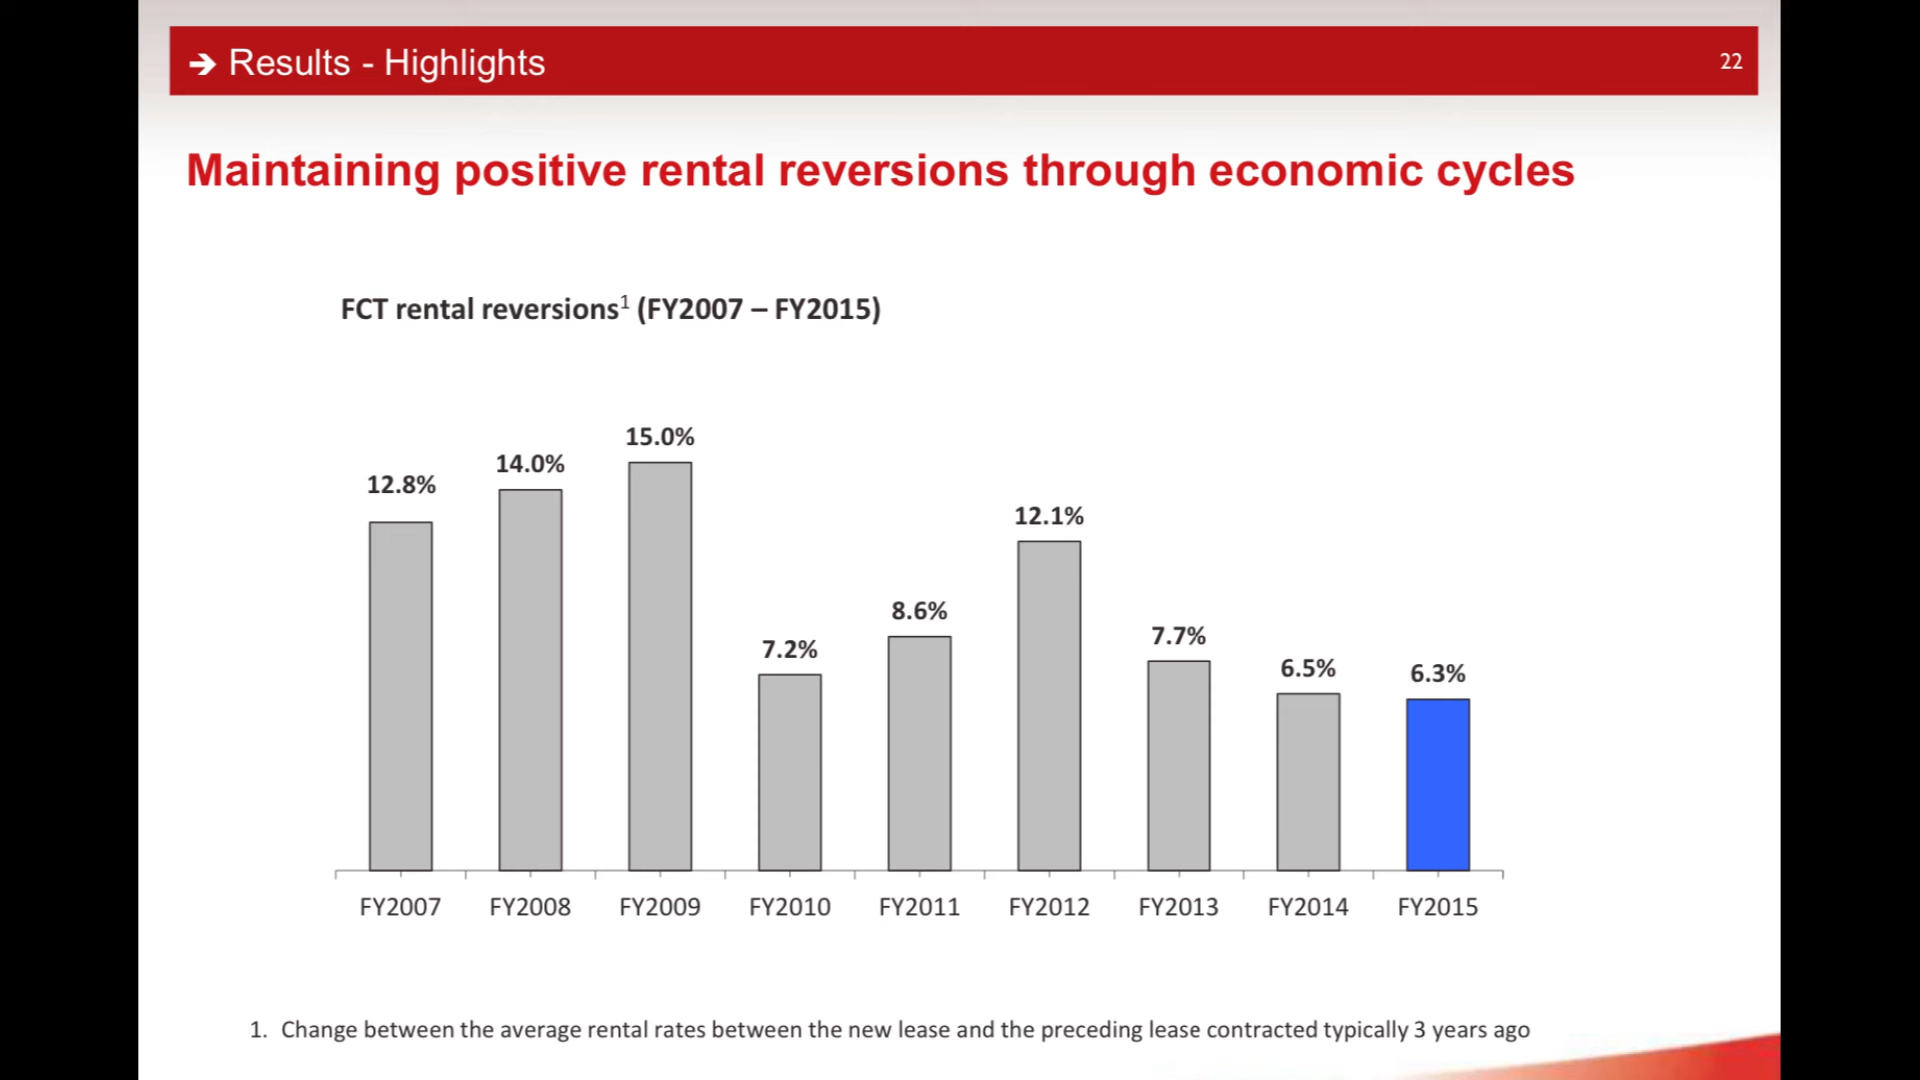 ➔ Results - Highlights
22
Maintaining positive rental reversions through economic cycles
FCT rental reversions¹ (FY2007 – FY2015)
12.8%
14.0%
15.0%
7.2%
8.6%
12.1%
7.7%
6.5%
6.3%
FY2007 FY2008 FY2009 FY2010 FY2011 FY2012 FY2013 FY2014 FY2015
1. Change between the average rental rates between the new lease and the preceding lease contracted typically 3 years ago